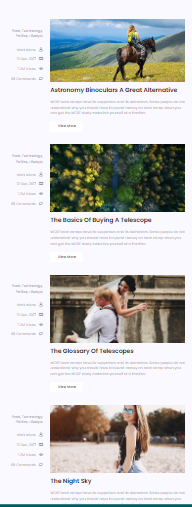 Food, Technology,
Politics, Lifestyle
Mark wiens
12 Dec, 2017
1.2M Views
06 Comments
Astronomy Binoculars A Great Alternative
MCSE boot camps have its supporters and its detractors. Some people do not
understand why you should have to spend money on boot camp when you can
get the MCSE study materials yourself at a fraction.
View More
Food, Technology,
Politics, Lifestyle
Mark wiens
12 Dec, 2017
1.2M Views
06 Comments
The Basics Of Buying A Telescope
MCSE boot camps have its supporters and its detractors. Some people do not
understand why you should have to spend money on boot camp when you can
get the MCSE study materials yourself at a fraction.
View More
Food, Technology,
Politics, Lifestyle
Mark wiens
12 Dec, 2017
1.2M Views
06 Comments
The Glossary Of Telescopes
MCSE boot camps have its supporters and its detractors. Some people do not
understand why you should have to spend money on boot camp when you can
get the MCSE study materials yourself at a fraction.
View More
Food, Technology,
Politics, Lifestyle
Mark wiens
12 Dec, 2017
1.2M Views
06 Comments
The Night Sky
MCSE boot camps have its supporters and its detractors. Some people do not
understand why you should have to spend money on boot camp when you can